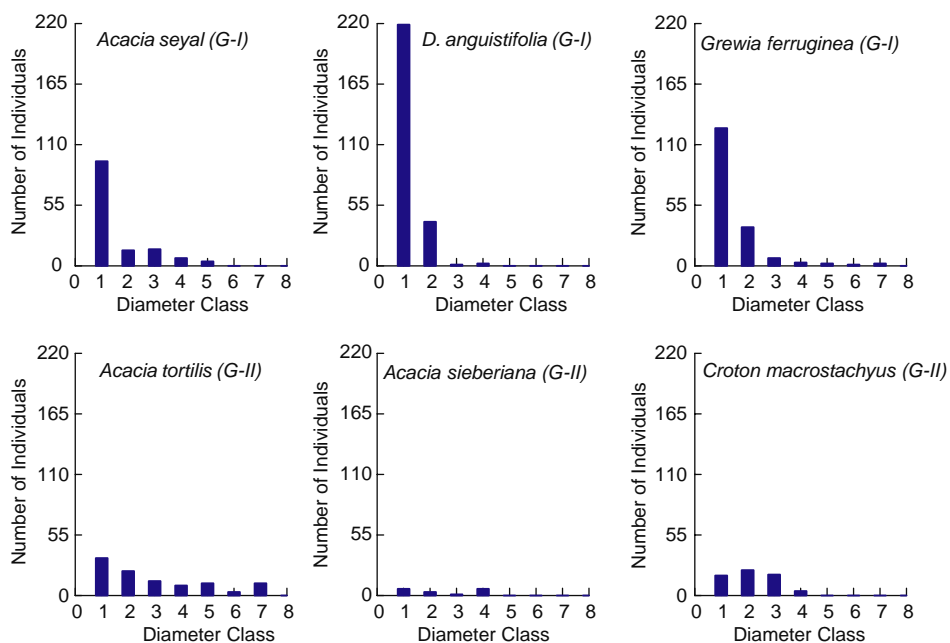 Acacia seyal (G-I)
Number of Individuals
220
165
110
55
0
0 1 2 3 4 5 6 7 8
Diameter Class
D. anguistifolia (G-I)
Number of Individuals
220
165
110
55
0
0 1 2 3 4 5 6 7 8
Diameter Class
Grewia ferruginea (G-I)
Number of Individuals
220
165
110
55
0
0 1 2 3 4 5 6 7 8
Diameter Class
Acacia tortilis (G-II)
Number of Individuals
220
165
110
55
0
0 1 2 3 4 5 6 7 8
Diameter Class
Acacia sieberiana (G-II)
Number of Individuals
220
165
110
55
0
0 1 2 3 4 5 6 7 8
Diameter Class
Croton macrostachyus (G-II)
Number of Individuals
220
165
110
55
0
0 1 2 3 4 5 6 7 8
Diameter Class